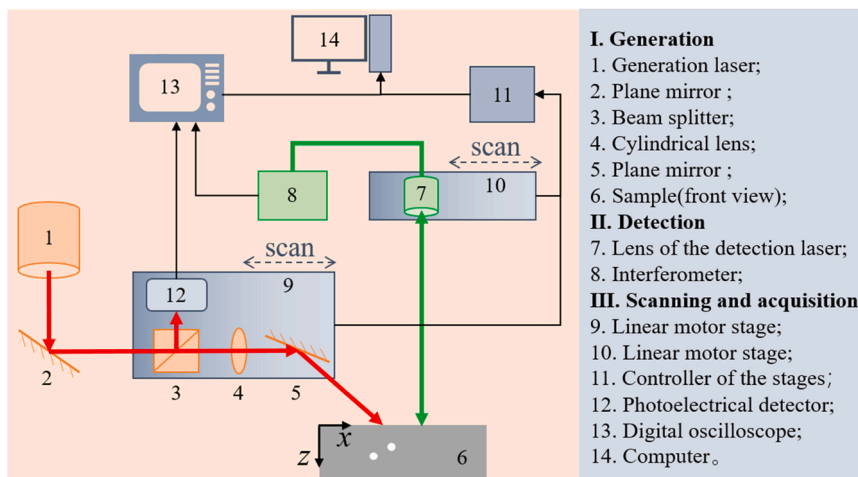 14
13
11
scan
10
7
8
1
scan
9
12
2
3
4
5
x
z
6
I. Generation
1. Generation laser;
2. Plane mirror ;
3. Beam splitter;
4. Cylindrical lens;
5. Plane mirror ;
6. Sample(front view);
II. Detection
7. Lens of the detection laser;
8. Interferometer;
III. Scanning and acquisition
9. Linear motor stage;
10. Linear motor stage;
11. Controller of the stages；
12. Photoelectrical detector;
13. Digital oscilloscope;
14. Computer。